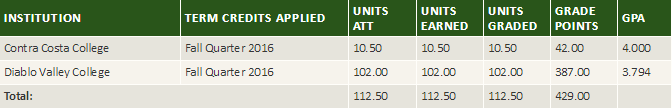 INSTITUTION TERM CREDITS APPLIED UNITS ATT UNITS EARNED UNITS GRADED GRADE POINTS GPA
Contra Costa College Fall Quarter 2016 10.50 10.50 10.50 42.00 4.000
Diablo Valley College Fall Quarter 2016 102.00 102.00 102.00 387.00 3.794
Total: 112.50 112.50 112.50 429.00